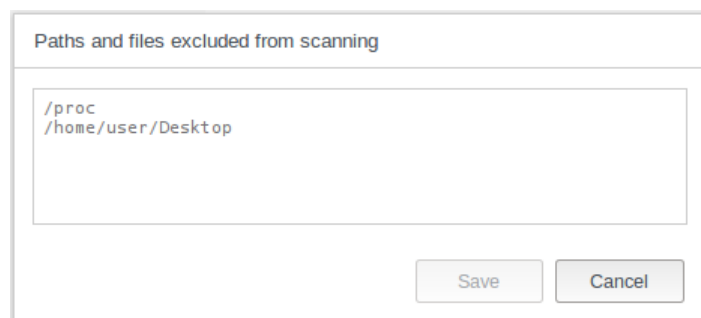 Paths and files excluded from scanning
/proc
/home/user/Desktop
Save
Cancel